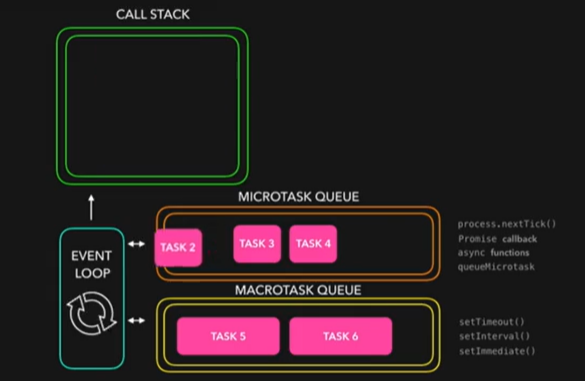 CALL STACK
MICROTASK QUEUE
TASK 2
TASK 3
TASK 4
process.nextTick()
Promise callback
async functions
queueMicrotask
EVENT
LOOP
MACROTASK QUEUE
TASK 5
TASK 6
setTimeout()
setInterval()
setImmediate()